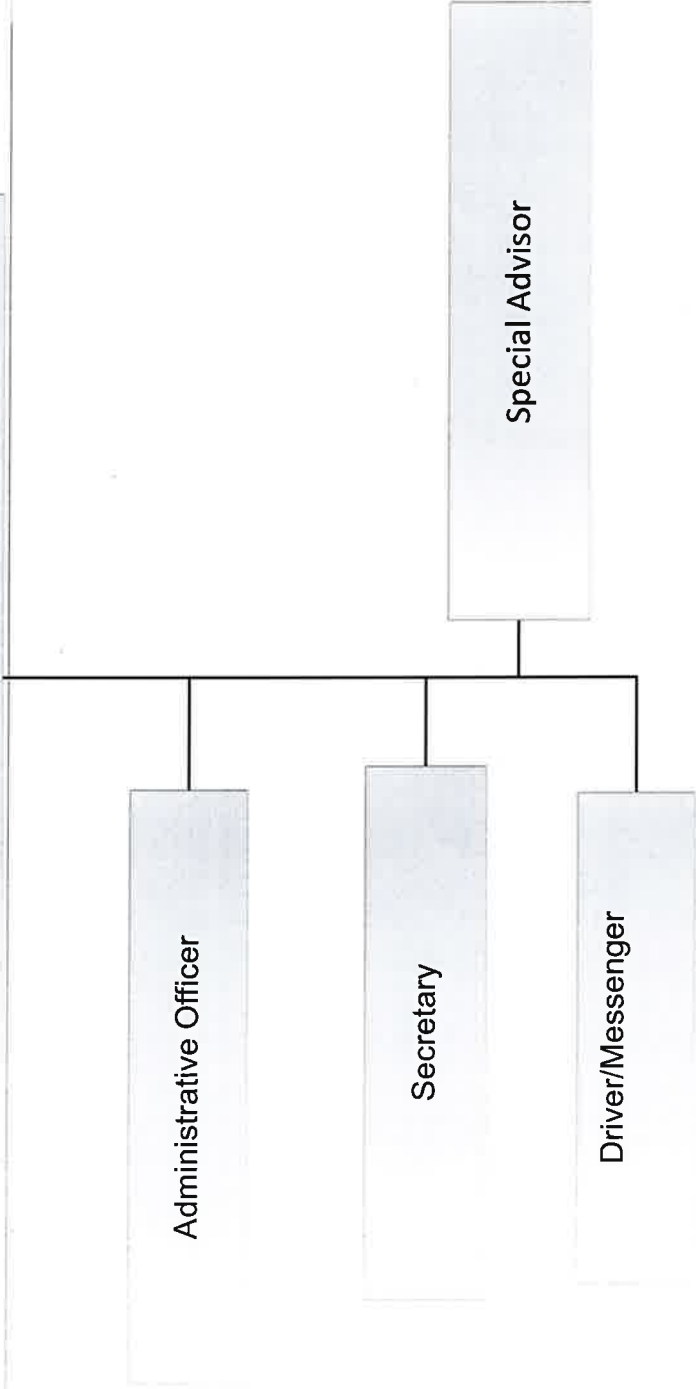 Administrative Officer
Secretary
Special Advisor
Driver/Messenger